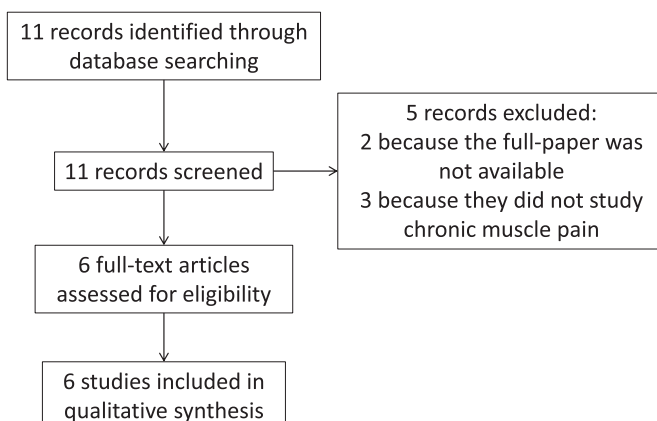 11 records identified through
database searching
11 records screened
5 records excluded:
2 because the full-paper was
not available
3 because they did not study
chronic muscle pain
6 full-text articles
assessed for eligibility
6 studies included in
qualitative synthesis